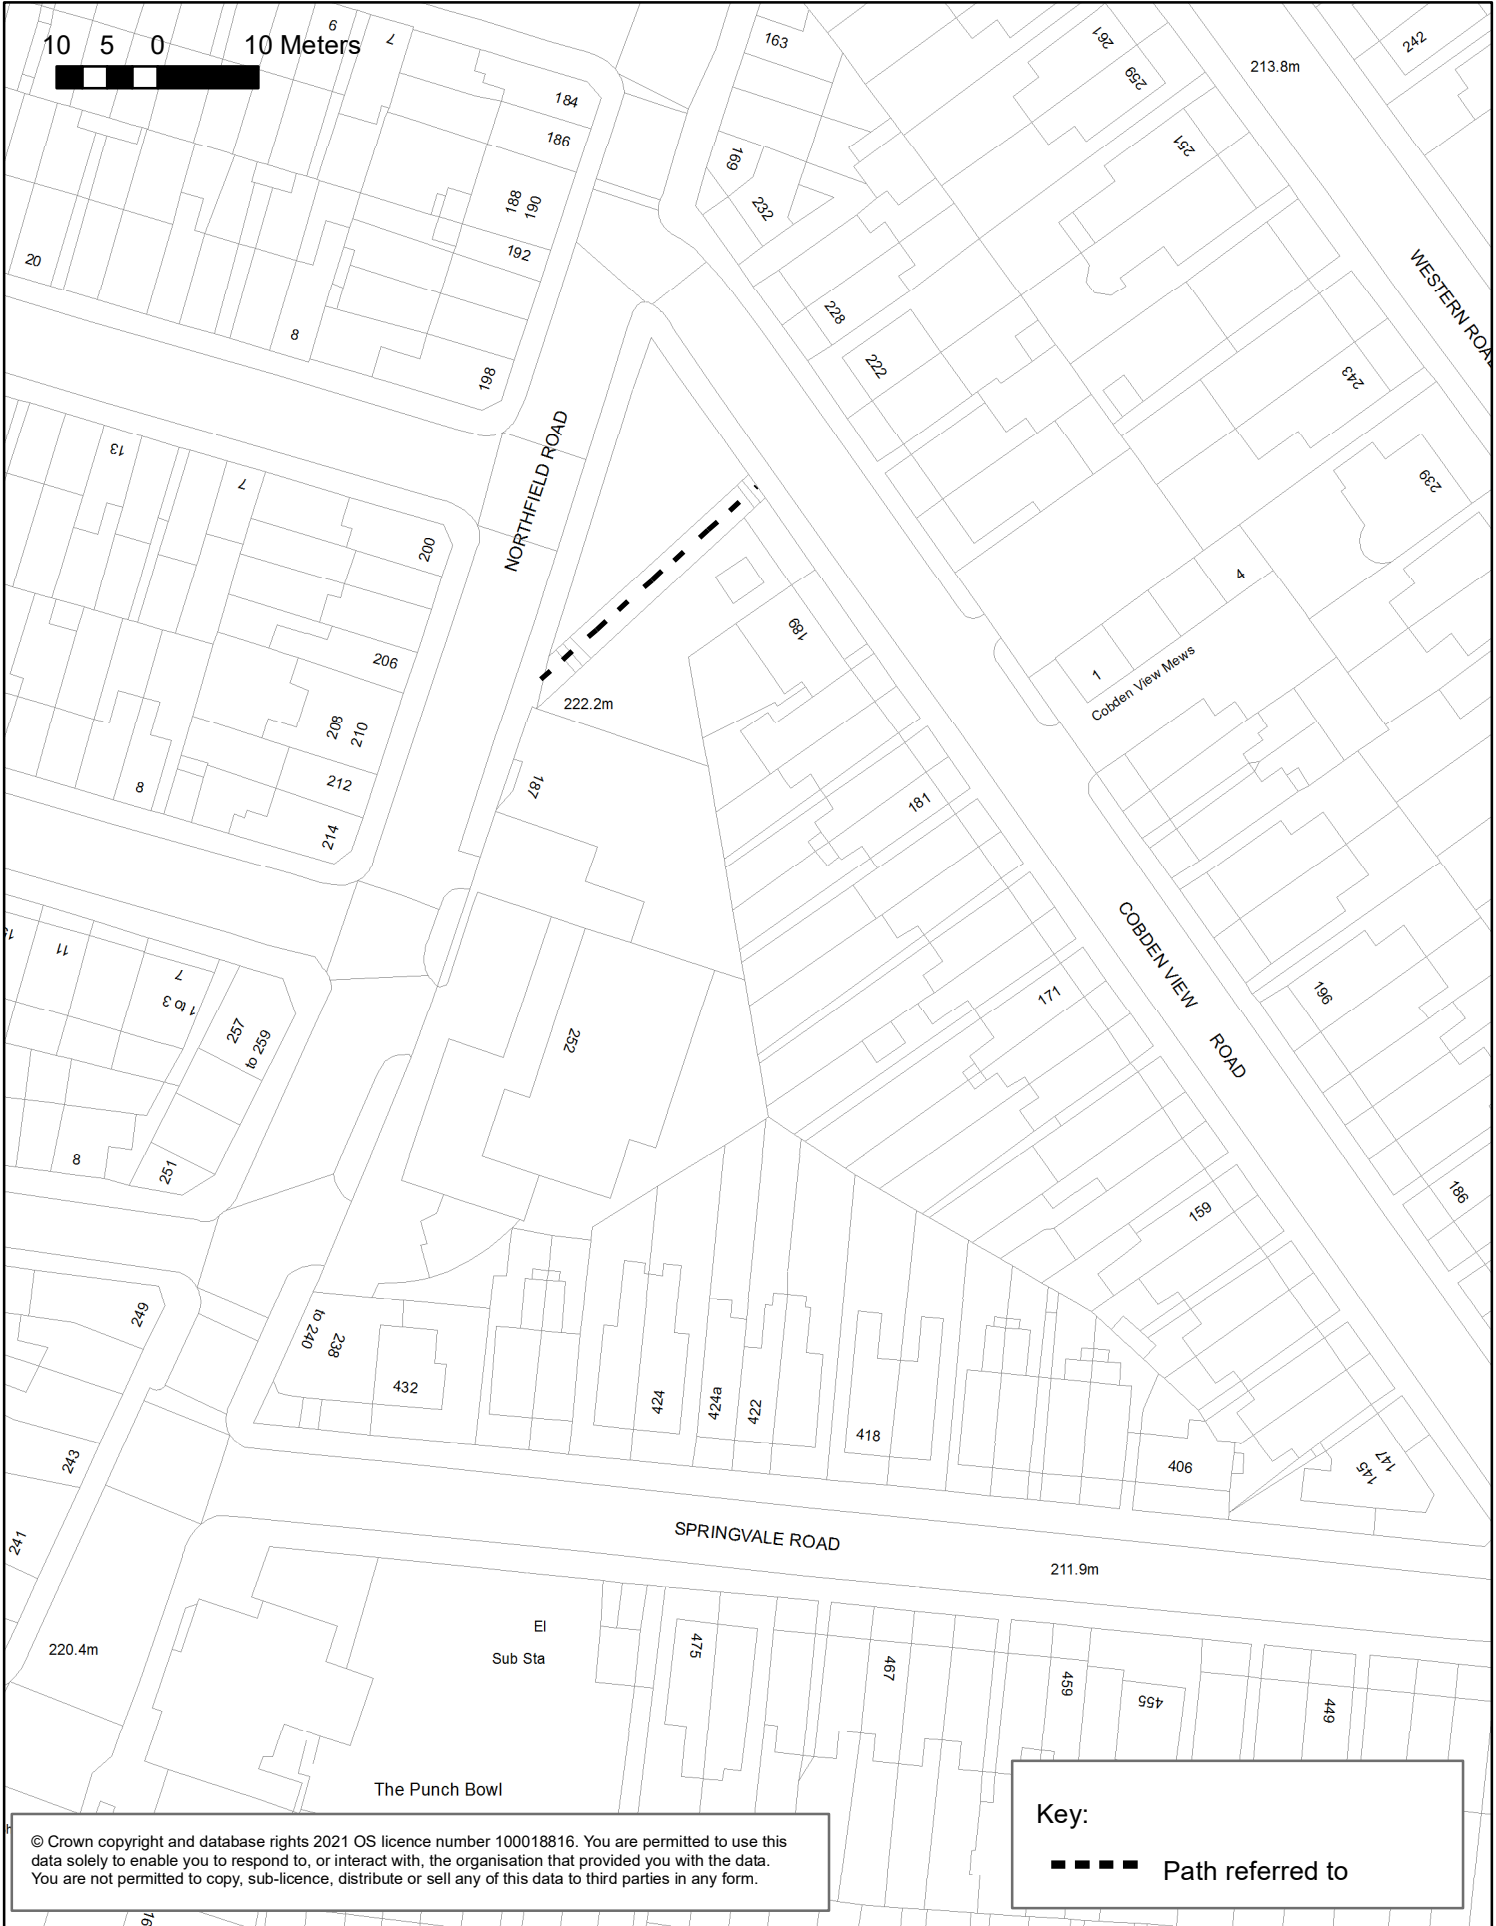 10 5 0 10 Meters
6
7
163
261
259
213.8m
242
184
186
169
251
188
190
232
192
20
228
WESTERN ROAD
8
222
198
243
13
7
NORTHFIELD ROAD
239
200
4
189
206
1
Cobden View Mews
222.2m
208
210
212
187
8
181
214
COBDEN VIEW ROAD
11
7
1 to 3
171
196
257
to 259
252
8
251
186
159
249
238
to 240
432
424
424a
422
418
243
406
145
147
241
SPRINGVALE ROAD
211.9m
El
Sub Sta
220.4m
475
467
459
455
449
The Punch Bowl
Key:
Path referred to
© Crown copyright and database rights 2021 OS licence number 100018816. You are permitted to use this
data solely to enable you to respond to, or interact with, the organisation that provided you with the data.
You are not permitted to copy, sub-licence, distribute or sell any of this data to third parties in any form.